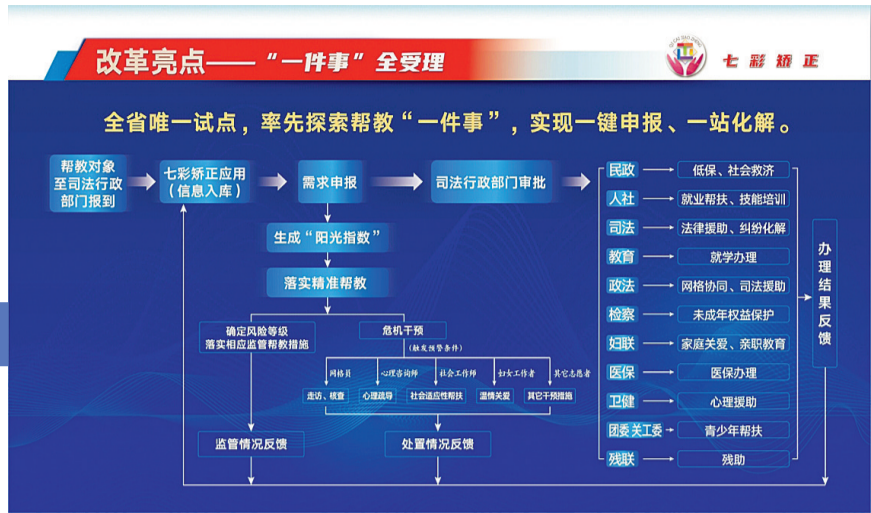 改革亮点——“一件事”全受理
七彩矫正
全省唯一试点，率先探索帮教“一件事”，实现一键申报、一站化解。
帮教对象
至司法行政
部门报到
七彩矫正应用
（信息入库）
需求申报
司法行政部门审批
生成“阳光指数”
落实精准帮教
确定风险等级
落实相应监管帮教措施
危机干预
（触发预警条件）
网格员
心理咨询师
社会工作师
妇女工作者
其它志愿者
走访、核查
心理疏导
社会适应性帮扶
温情关爱
其它干预措施
监管情况反馈
处置情况反馈
民政
低保、社会救济
人社
就业帮扶、技能培训
司法
法律援助、纠纷化解
教育
就学办理
政法
网格协同、司法援助
检察
未成年权益保护
妇联
家庭关爱、亲职教育
医保
医保办理
卫健
心理援助
团委 关工委
青少年帮扶
残联
残助
办理结果反馈